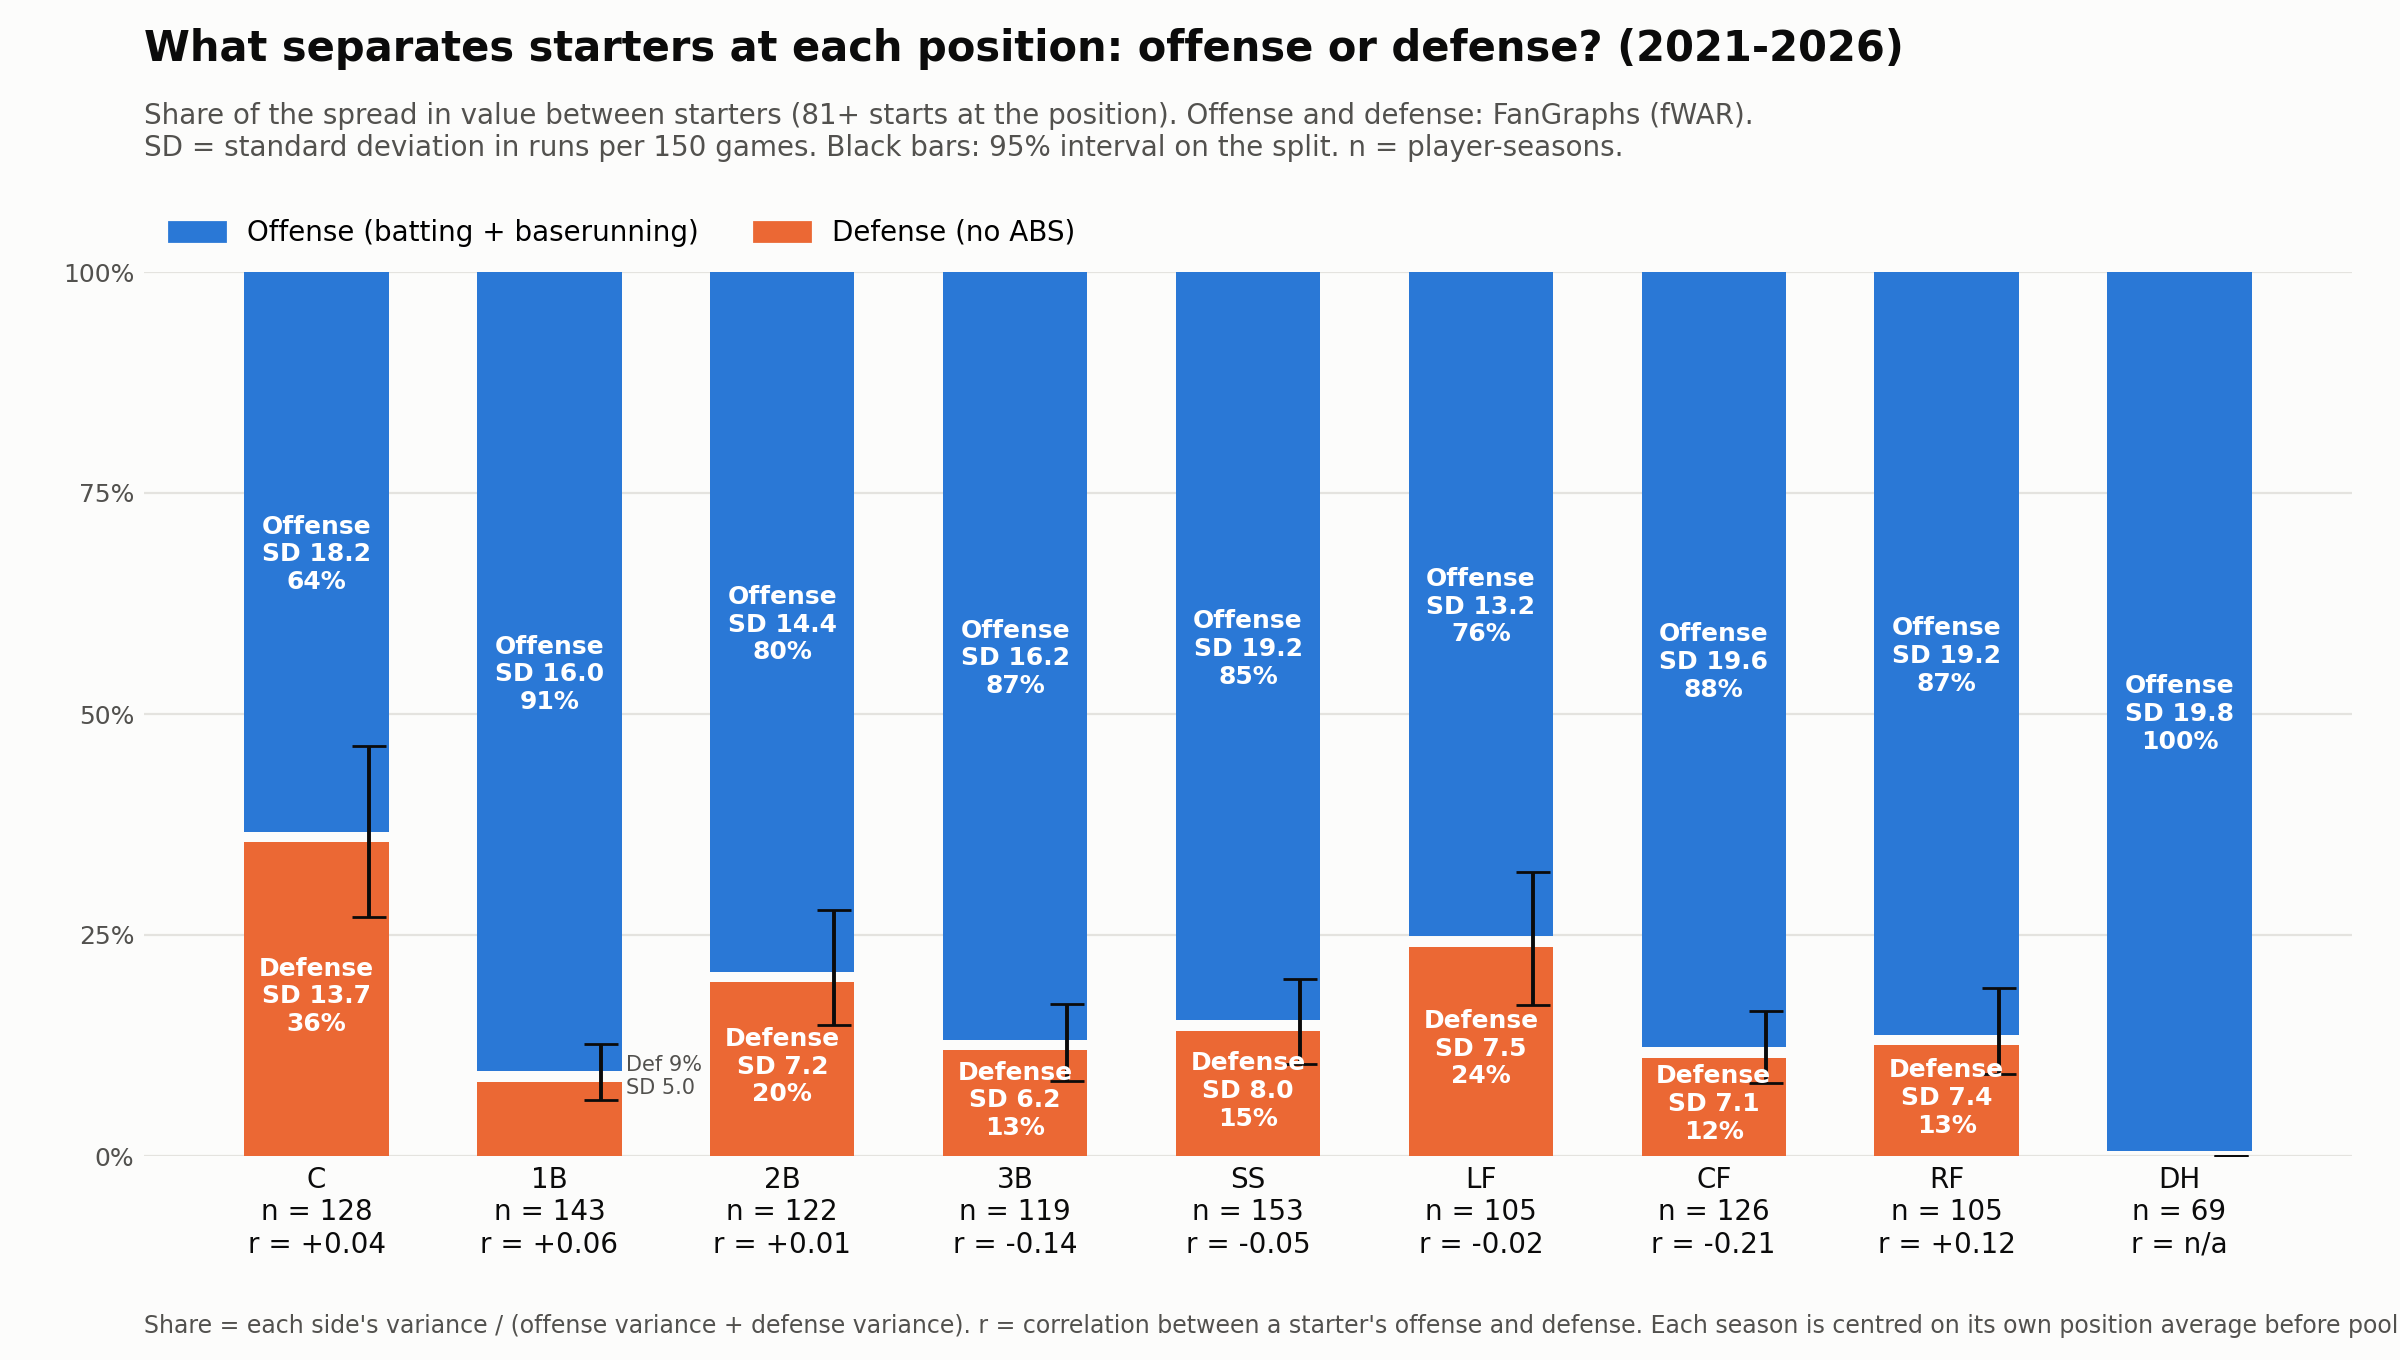 What separates starters at each position: offense or defense? (2021-2026)
Share of the spread in value between starters (81+ starts at the position). Offense and defense: FanGraphs (fWAR).
SD = standard deviation in runs per 150 games. Black bars: 95% interval on the split. n = player-seasons.
Offense (batting + baserunning)
Defense (no ABS)
100%
75%
50%
25%
0%
Offense
SD 18.2
64%
Defense
SD 13.7
36%
Offense
SD 16.0
91%
Def 9%
SD 5.0
Offense
SD 14.4
80%
Defense
SD 7.2
20%
Offense
SD 16.2
87%
Defense
SD 6.2
13%
Offense
SD 19.2
85%
Defense
SD 8.0
15%
Offense
SD 13.2
76%
Defense
SD 7.5
24%
Offense
SD 19.6
88%
Defense
SD 7.1
12%
Offense
SD 19.2
87%
Defense
SD 7.4
13%
Offense
SD 19.8
100%
C
n = 128
r = +0.04
1B
n = 143
r = +0.06
2B
n = 122
r = +0.01
3B
n = 119
r = -0.14
SS
n = 153
r = -0.05
LF
n = 105
r = -0.02
CF
n = 126
r = -0.21
RF
n = 105
r = +0.12
DH
n = 69
r = n/a
Share = each side's variance / (offense variance + defense variance). r = correlation between a starter's offense and defense. Each season is centred on its own position average before pool